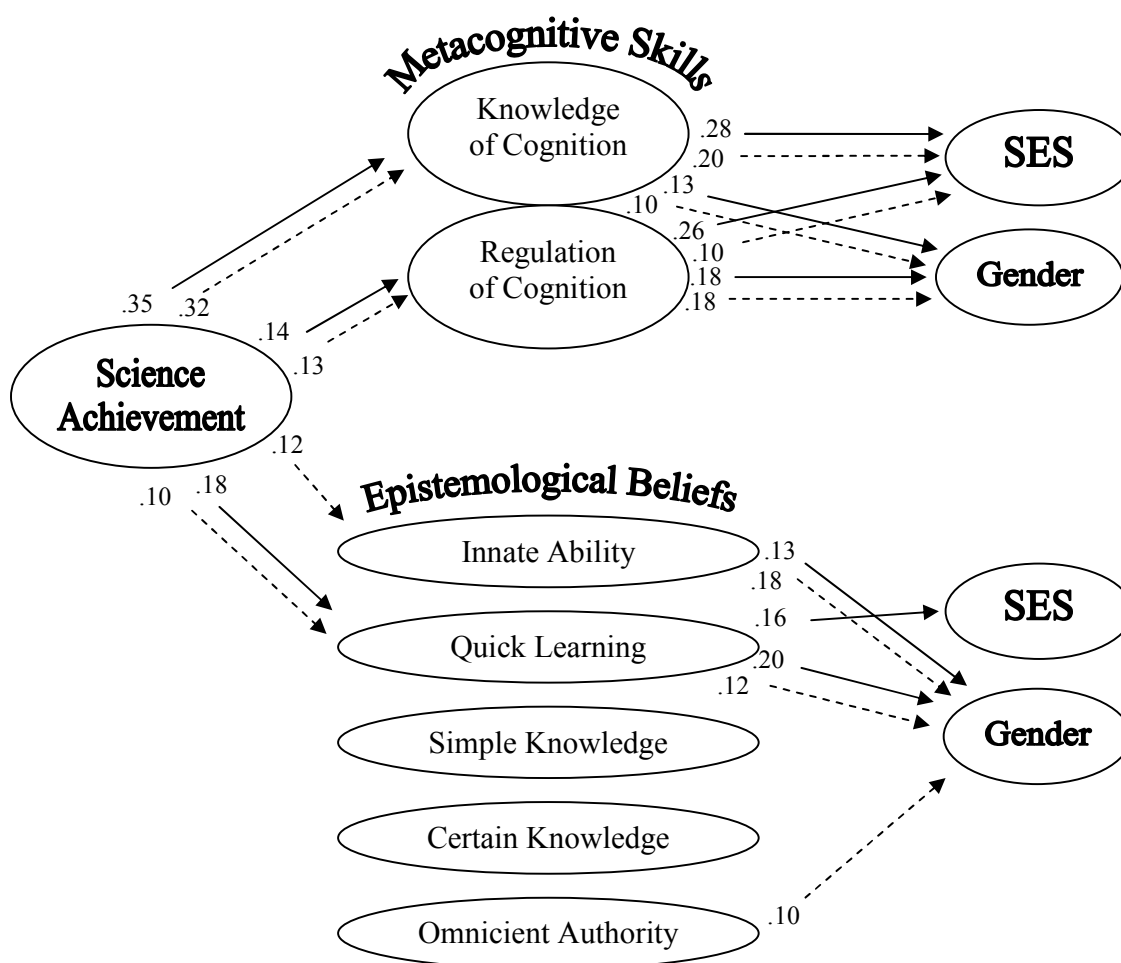 Metacognitive Skills
Knowledge
of Cognition
.28
.20
.13
.10
SES
Regulation
of Cognition
.26
.10
.18
.18
Gender
.35
.32
.14
.13
Science
Achievement
.12
.18
.10
Epistemological Beliefs
Innate Ability
.13
.18
Quick Learning
.16
.20
.12
SES
Gender
Simple Knowledge
Certain Knowledge
Omnicient Authority
.10